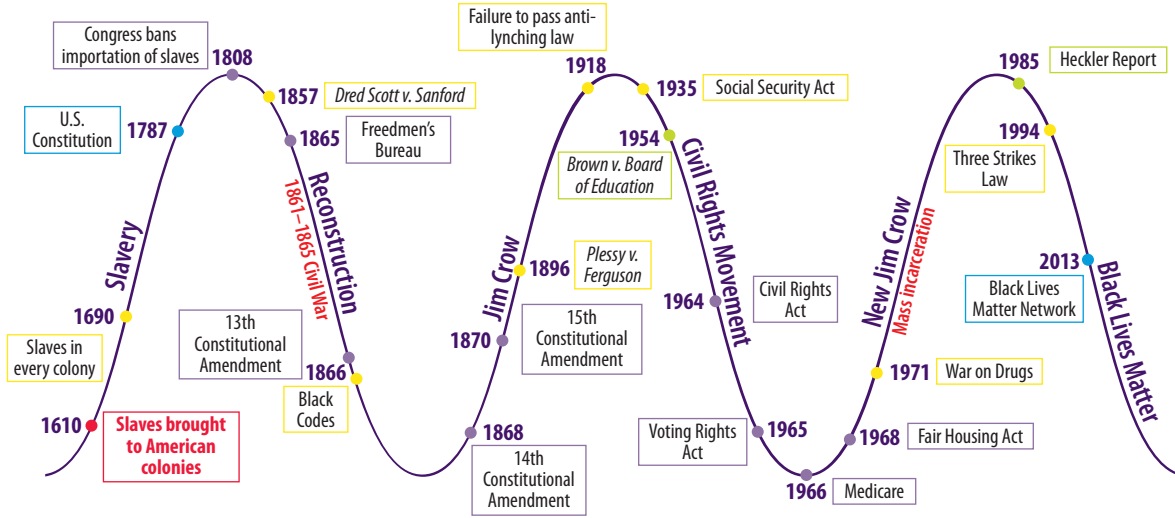 Congress bans
importation of slaves
1808
1857
Dred Scott v. Sanford
U.S.
Constitution
1787
1865
Freedmen's
Bureau
Slavery
Reconstruction
1861–1865 Civil War
1690
Slaves in
every colony
1610
Slaves brought
to American
colonies
13th
Constitutional
Amendment
1866
Black
Codes
Failure to pass anti-
lynching law
1918
1935
Social Security Act
1954
Brown v. Board
of Education
Jim Crow
Civil Rights Movement
1896
Plessy v.
Ferguson
1870
15th
Constitutional
Amendment
1868
14th
Constitutional
Amendment
1964
Civil Rights
Act
Voting Rights
Act
1965
1966
Medicare
1968
Fair Housing Act
1971
War on Drugs
New Jim Crow
Mass incarceration
1985
Heckler Report
1994
Three Strikes
Law
2013
Black Lives
Matter Network
Black Lives Matter